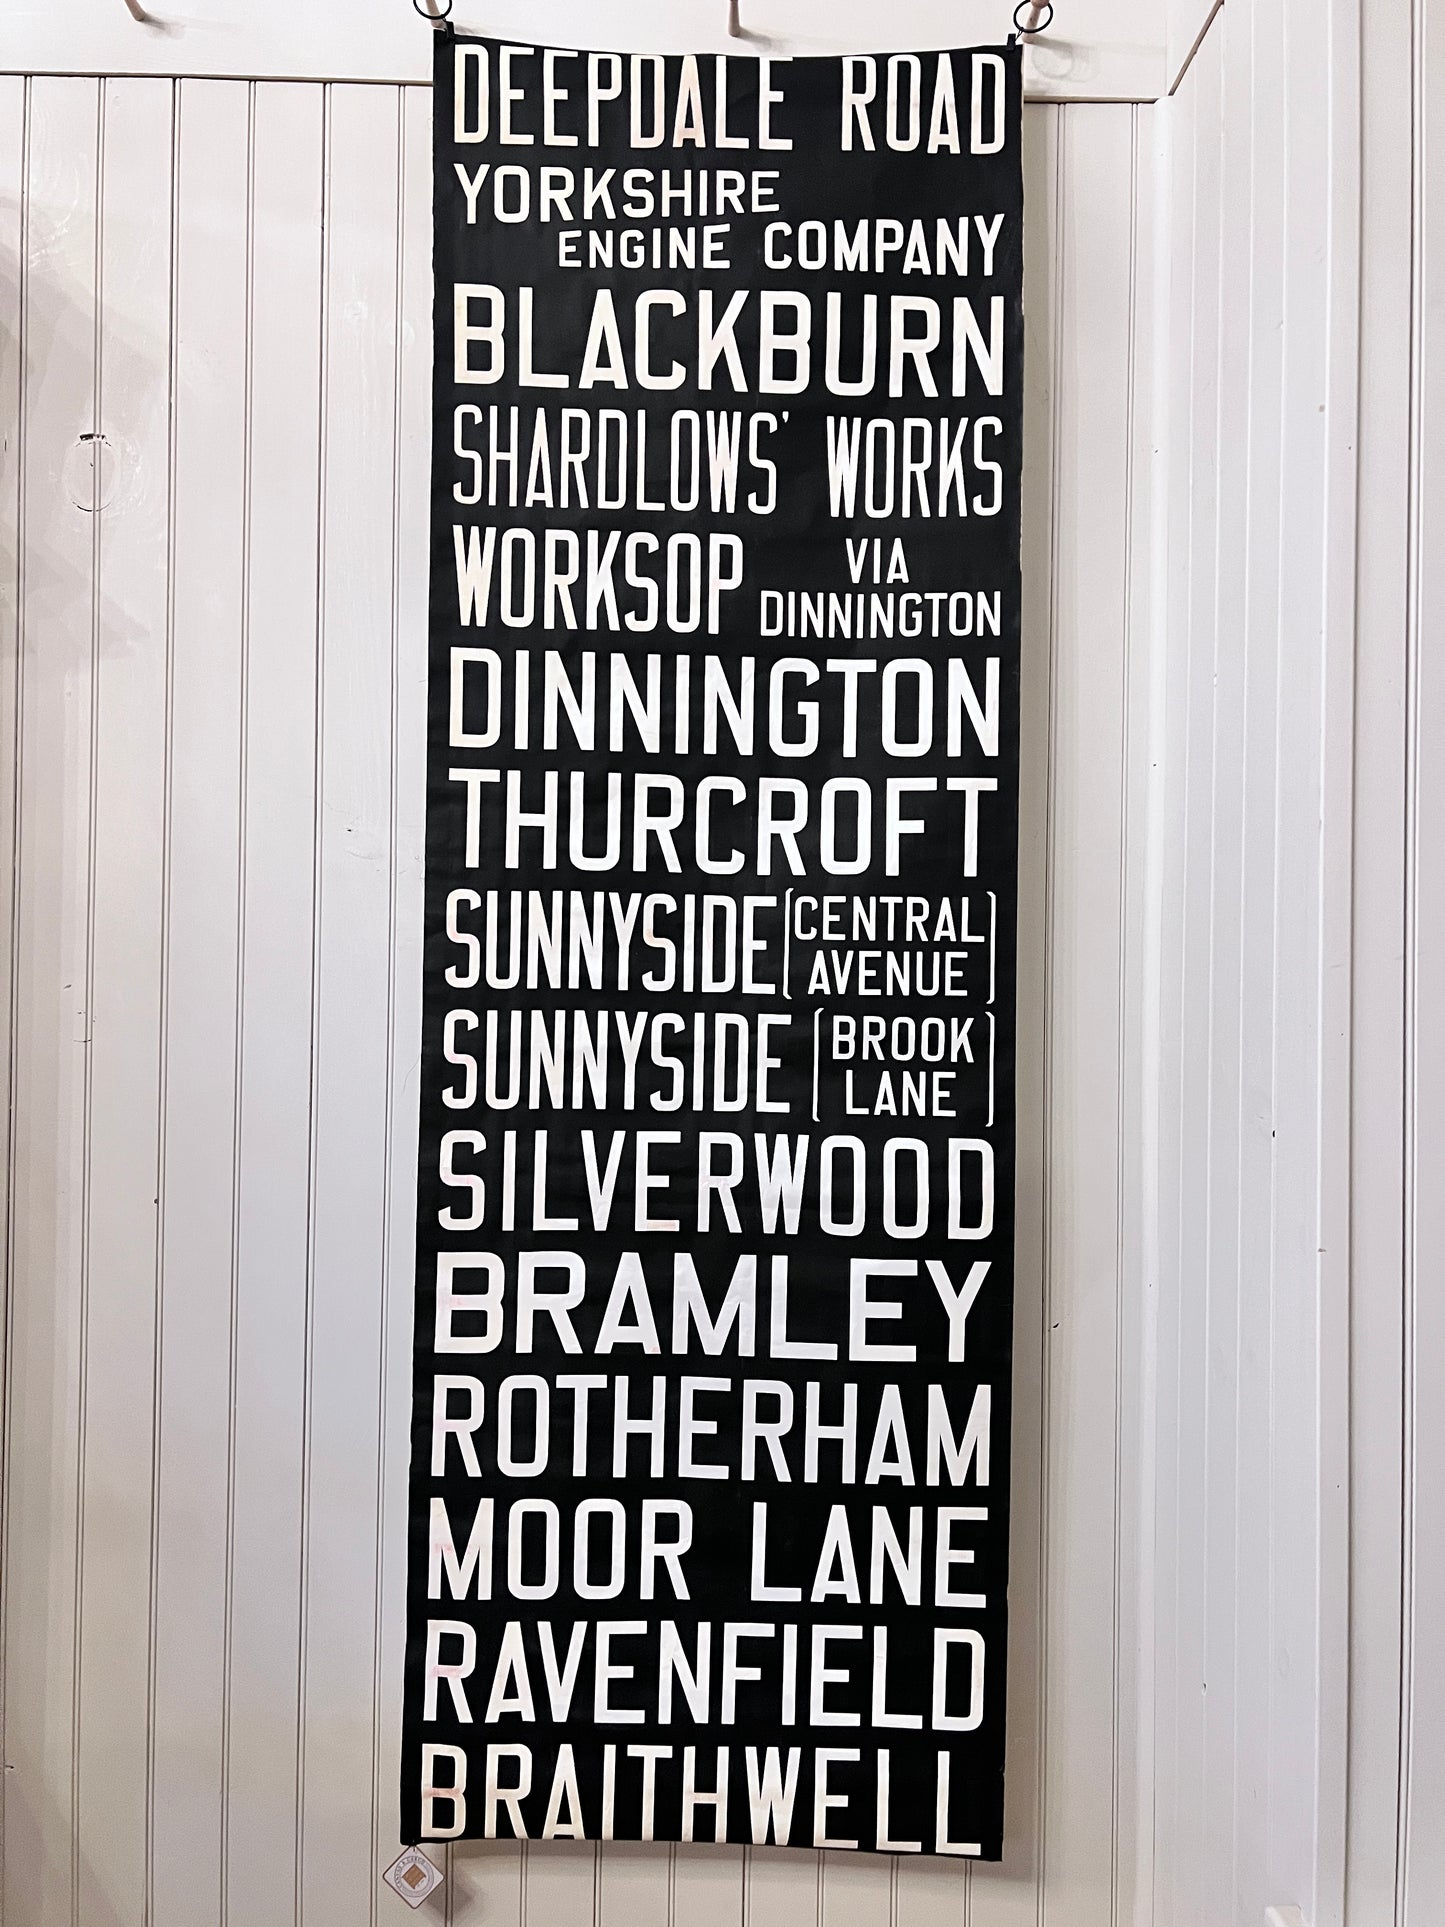 DEEPDALE ROAD
YORKSHIRE
ENGINE COMPANY
BLACKBURN
SHARDLOWS' WORKS
WORKSOP VIA
DINNINGTON
DINNINGTON
THURCROFT
SUNNYSIDE (CENTRAL
AVENUE)
SUNNYSIDE (BROOK
LANE)
SILVERWOOD
BRAMLEY
ROTHERHAM
MOOR LANE
RAVENFIELD
BRAITHWELL